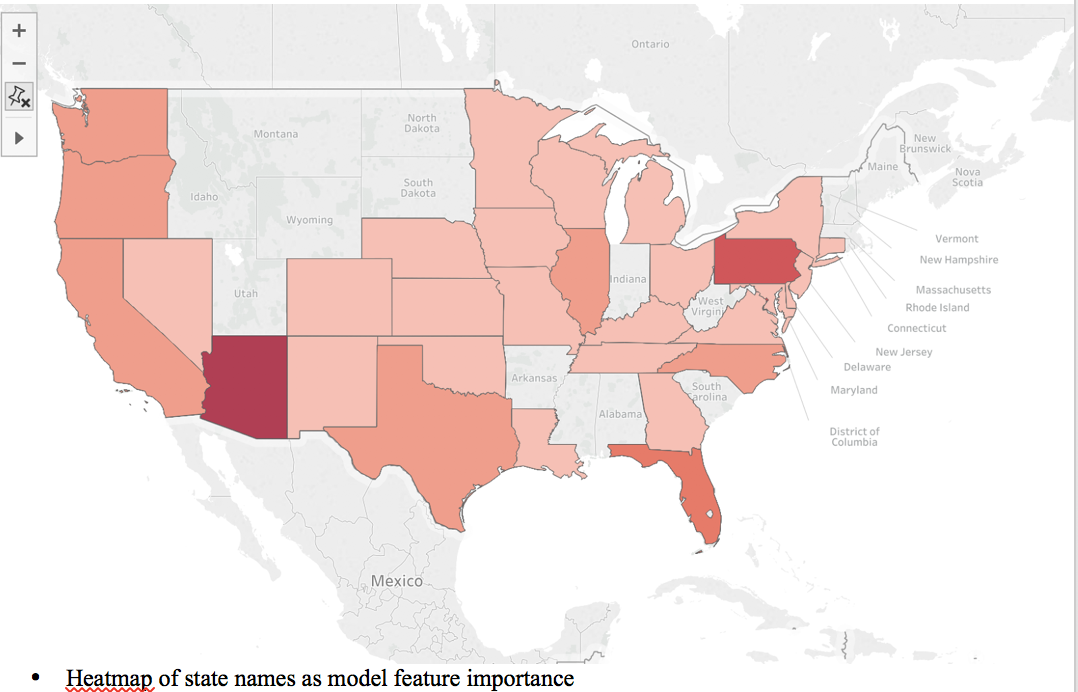 Ontario
North
Dakota
Montana
New
Brunswick
Maine
Nova
Scotia
South
Dakota
Idaho
Wyoming
Vermont
New Hampshire
Indiana
Utah
Massachusetts
West
Virgin
Rhode Island
Connecticut
New Jersey
Delaware
Arkansas
South
Carolina
Maryland
Alabama
District of
Columbia
Mexico
• Heatmap of state names as model feature importance